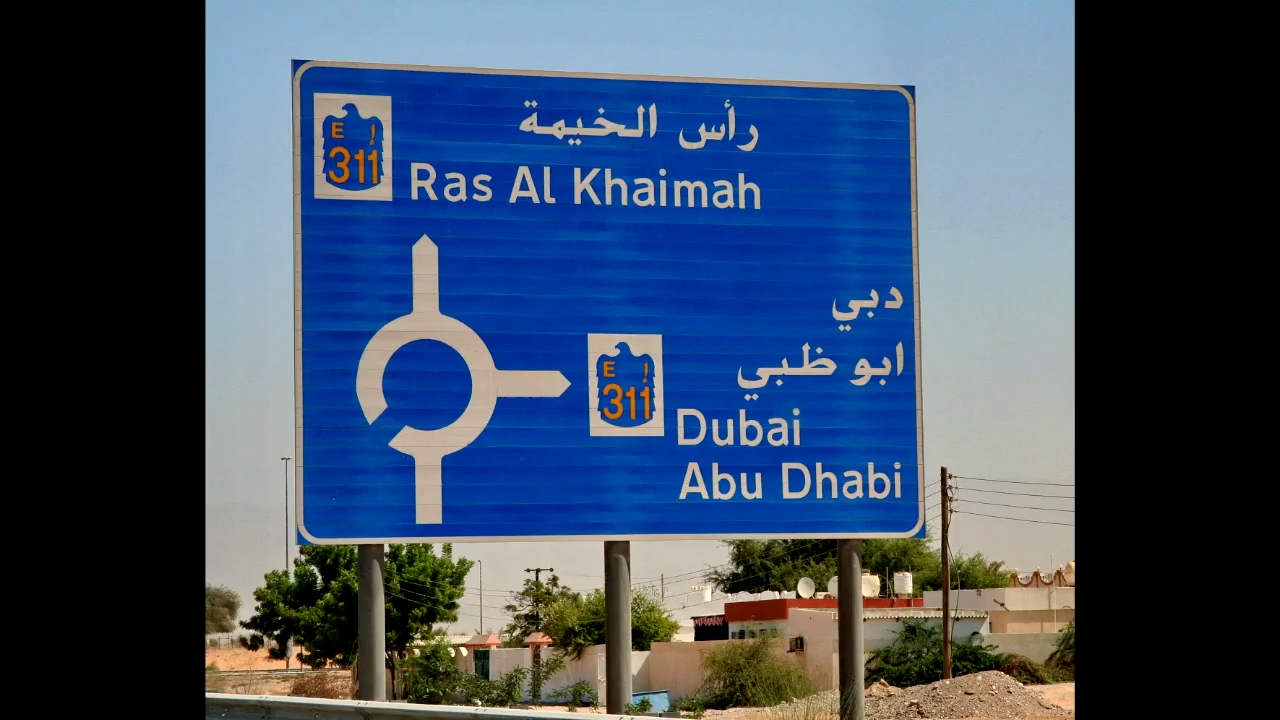 E إ
311
رأس الخيمة
Ras Al Khaimah
دبي
ابو ظبي
E إ
311
Dubai
Abu Dhabi